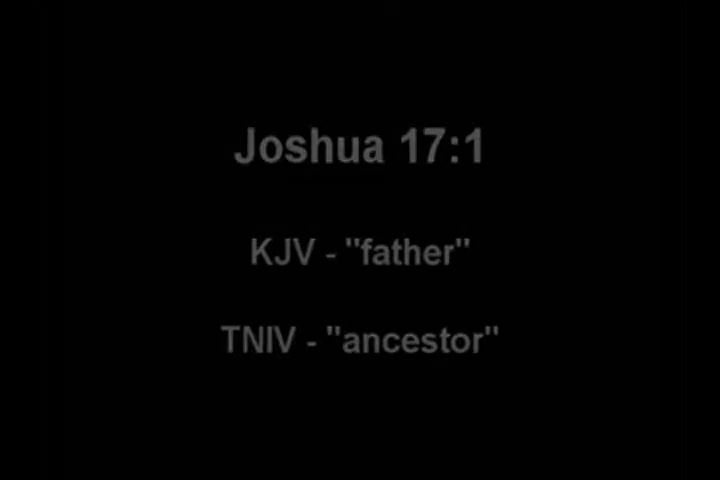 Joshua 17:1
KJV - "father"
TNIV - "ancestor"